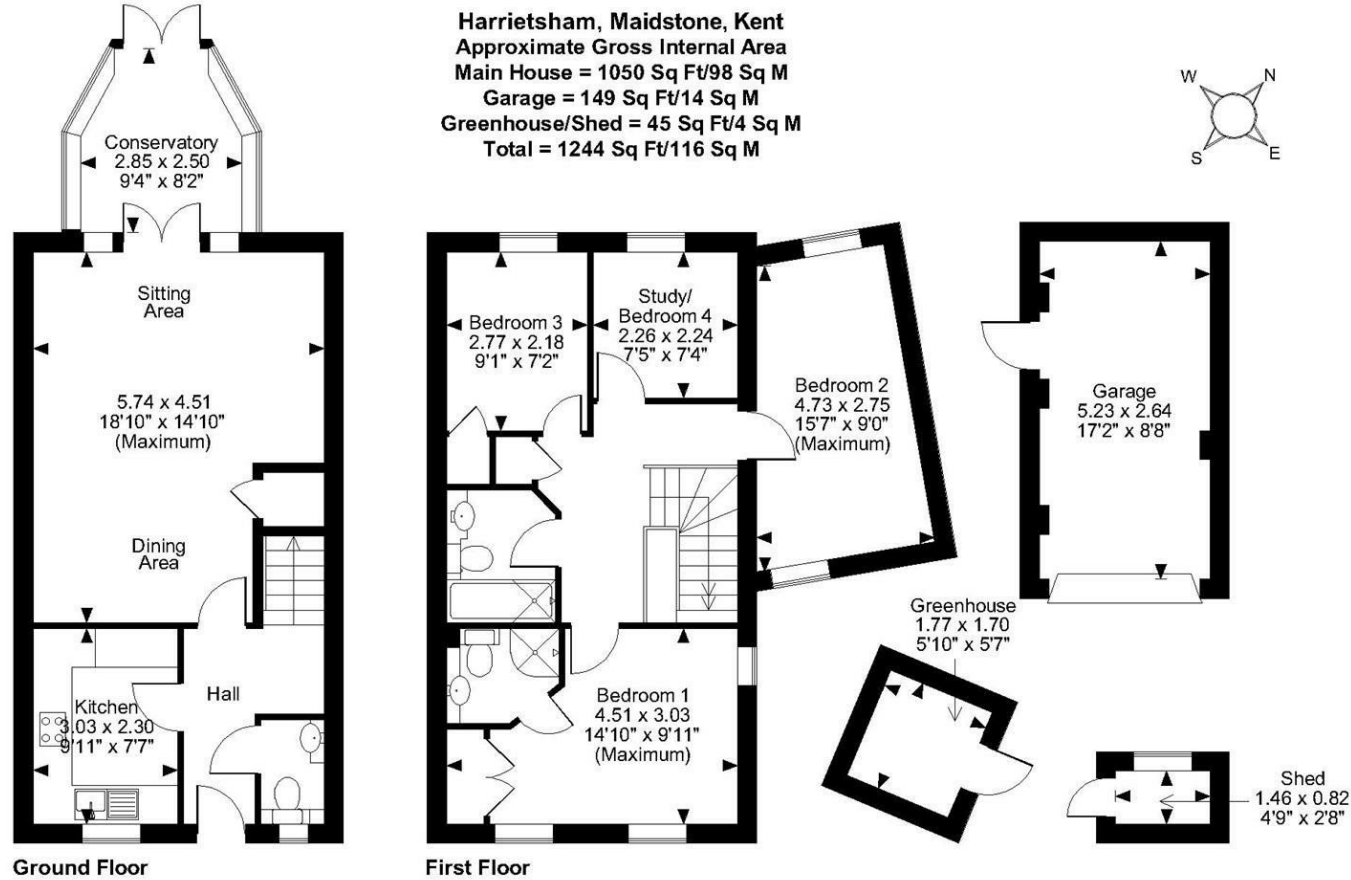 Harrietsham, Maidstone, Kent
Approximate Gross Internal Area
Main House = 1050 Sq Ft/98 Sq M
Garage = 149 Sq Ft/14 Sq M
Greenhouse/Shed = 45 Sq Ft/4 Sq M
Total = 1244 Sq Ft/116 Sq M
W
N
S
E
Conservatory
2.85 x 2.50
9'4" x 8'2"
Sitting
Area
5.74 x 4.51
18'10" x 14'10"
(Maximum)
Dining
Area
Kitchen
3.03 x 2.30
9'11" x 7'7"
Hall
Ground Floor
Bedroom 3
2.77 x 2.18
9'1" x 7'2"
Study/
Bedroom 4
2.26 x 2.24
7'5" x 7'4"
Bedroom 2
4.73 x 2.75
15'7" x 9'0"
(Maximum)
Bedroom 1
4.51 x 3.03
14'10" x 9'11"
(Maximum)
First Floor
Garage
5.23 x 2.64
17'2" x 8'8"
Greenhouse
1.77 x 1.70
5'10" x 5'7"
Shed
1.46 x 0.82
4'9" x 2'8"